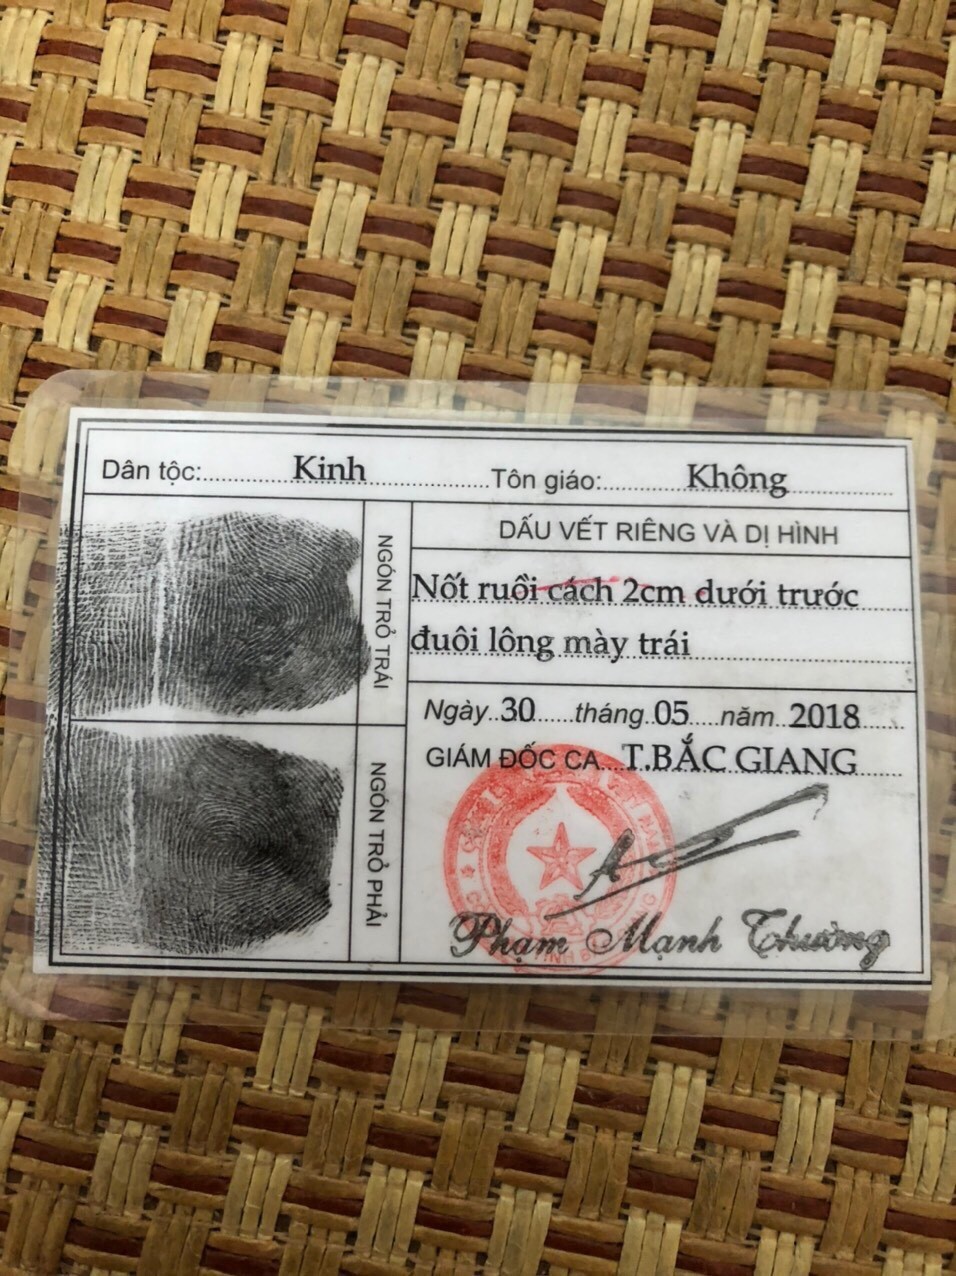 Dân tộc: Kinh Tôn giáo: Không
NGÓN TRỎ TRÁI
NGÓN TRỎ PHẢI
DẤU VẾT RIÊNG VÀ DỊ HÌNH
Nốt ruồi cách 2cm dưới trước
đuôi lông mày trái
Ngày 30 tháng 05 năm 2018
GIÁM ĐỐC CA T.BẮC GIANG
Phạm Mạnh Thường